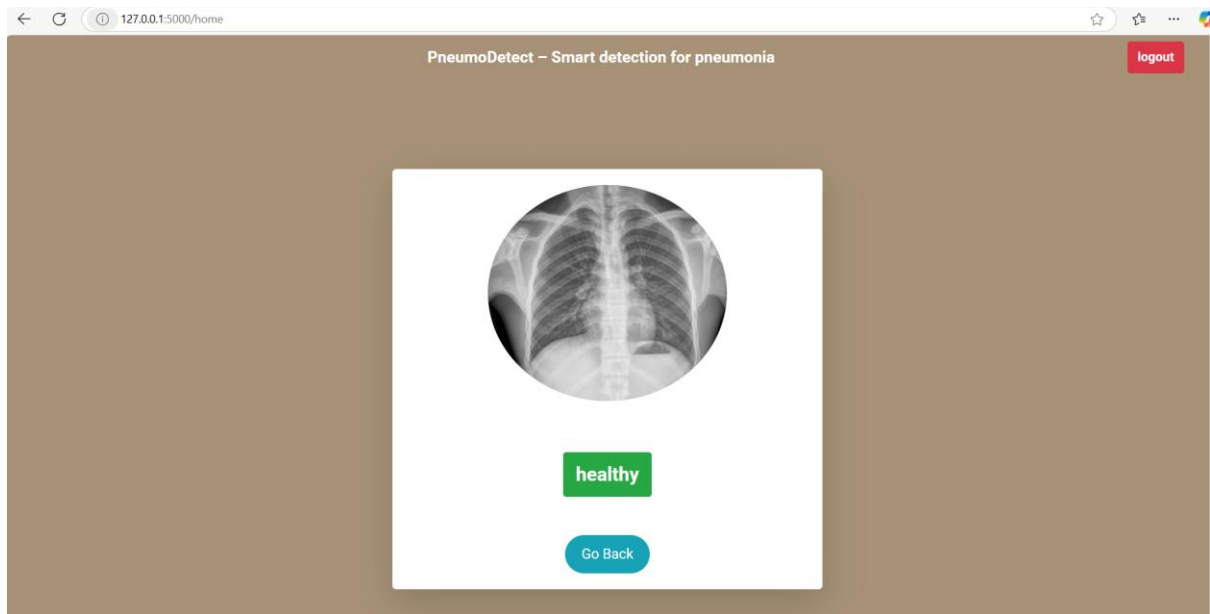 127.0.0.1:5000/home
PneumoDetect – Smart detection for pneumonia
logout
healthy
Go Back